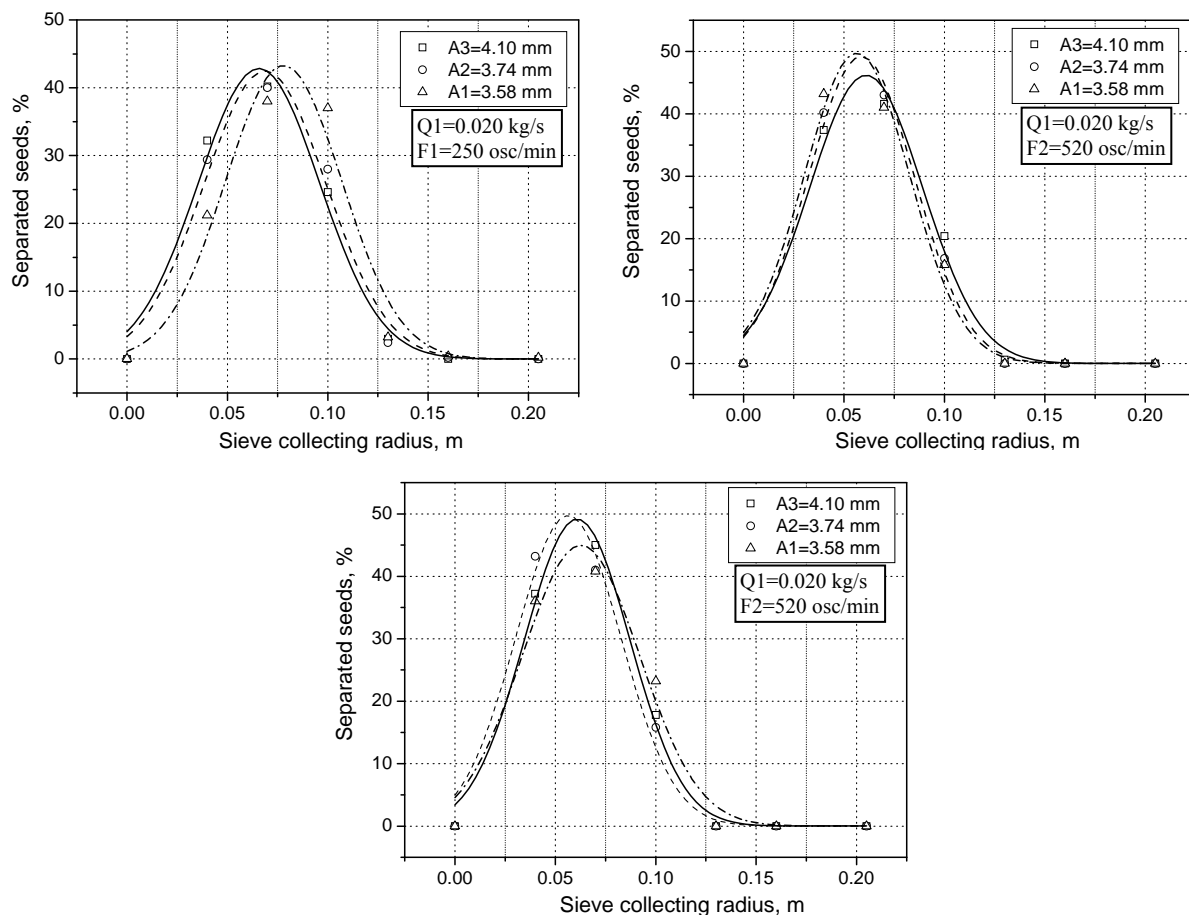 50
40
30
20
10
0
Separated seeds, %
A3=4.10 mm
A2=3.74 mm
A1=3.58 mm
Q1=0.020 kg/s
F1=250 osc/min
0.00 0.05 0.10 0.15 0.20
Sieve collecting radius, m
50
40
30
20
10
0
Separated seeds, %
A3=4.10 mm
A2=3.74 mm
A1=3.58 mm
Q1=0.020 kg/s
F2=520 osc/min
0.00 0.05 0.10 0.15 0.20
Sieve collecting radius, m
50
40
30
20
10
0
Separated seeds, %
A3=4.10 mm
A2=3.74 mm
A1=3.58 mm
Q1=0.020 kg/s
F2=520 osc/min
0.00 0.05 0.10 0.15 0.20
Sieve collecting radius, m